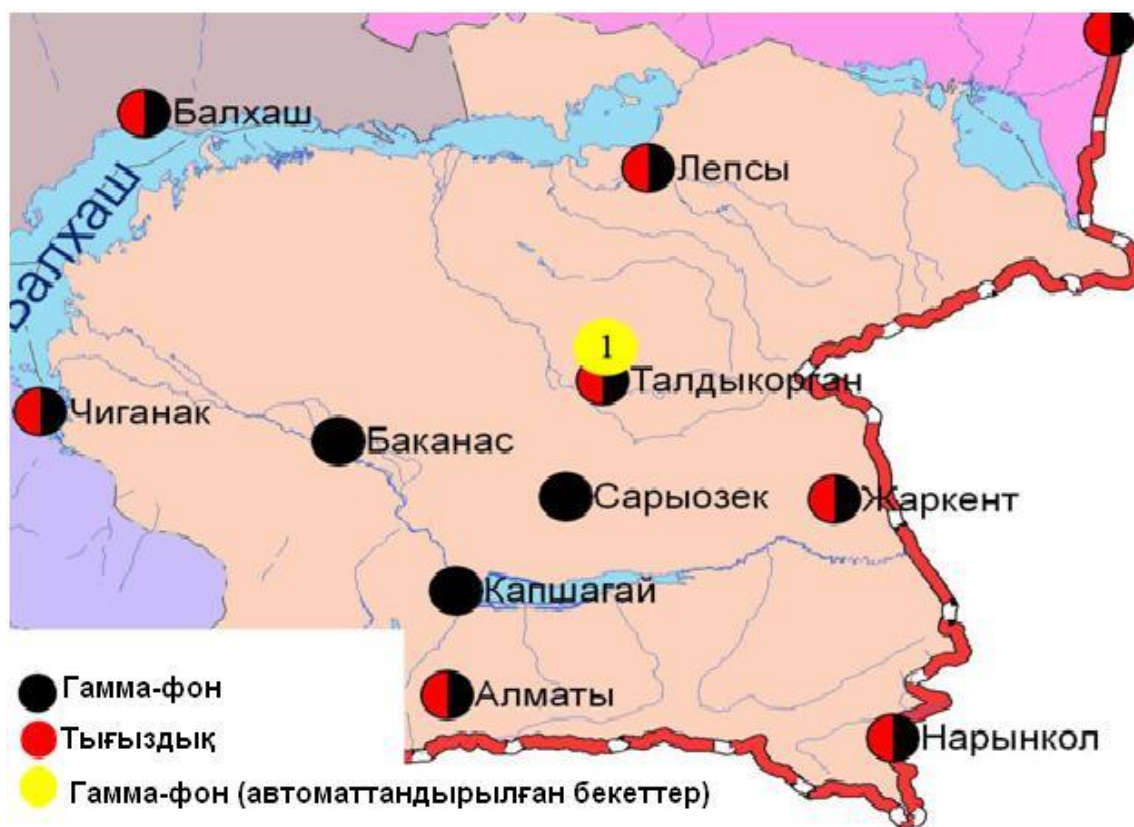 Балхаш
Лепсы
Балхаш
1
Талдыкорган
Чиганак
Баканас
Сарыозек
Жаркент
Капшагай
Алматы
Нарынкол
Гамма-фон
Тығыздық
Гамма-фон (автоматтандырылған бекеттер)